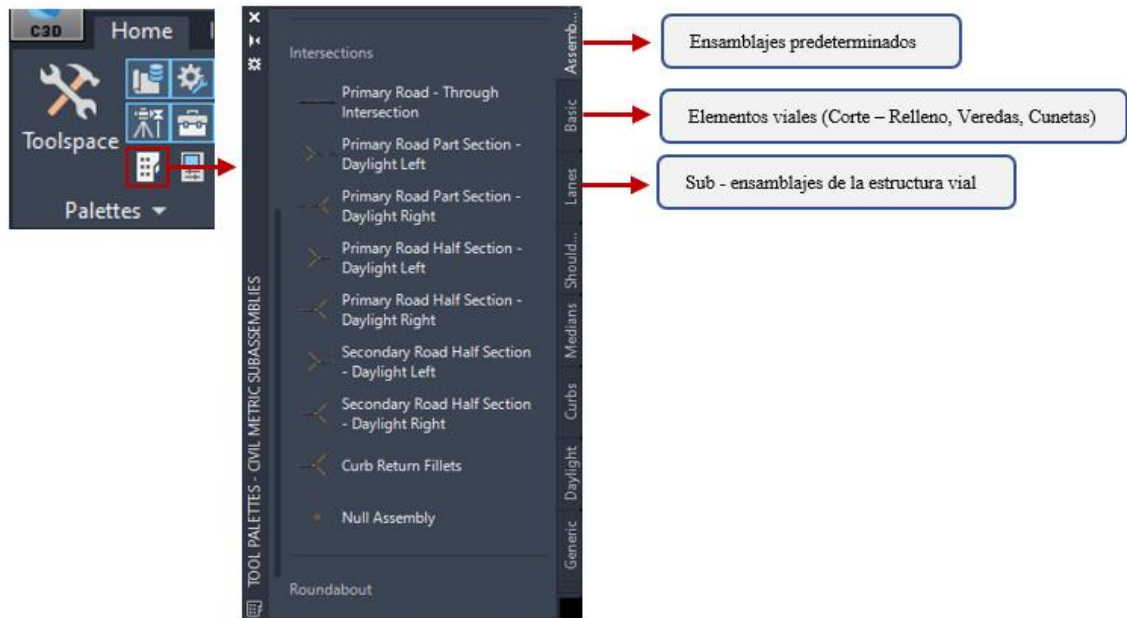 C3D
Home
Toolspace
Palettes
TOOL PALETTES - CIVIL METRIC SUBASSEMBLIES
Intersections
Primary Road - Through
Intersection
Primary Road Part Section -
Daylight Left
Primary Road Part Section -
Daylight Right
Primary Road Half Section -
Daylight Left
Primary Road Half Section -
Daylight Right
Secondary Road Half Section
- Daylight Left
Secondary Road Half Section
- Daylight Right
Curb Return Fillets
Null Assembly
Roundabout
Assemb...
Basic
Lanes
Should...
Medians
Curbs
Daylight
Generic
Ensamblajes predeterminados
Elementos viales (Corte – Relleno, Veredas, Cunetas)
Sub - ensamblajes de la estructura vial